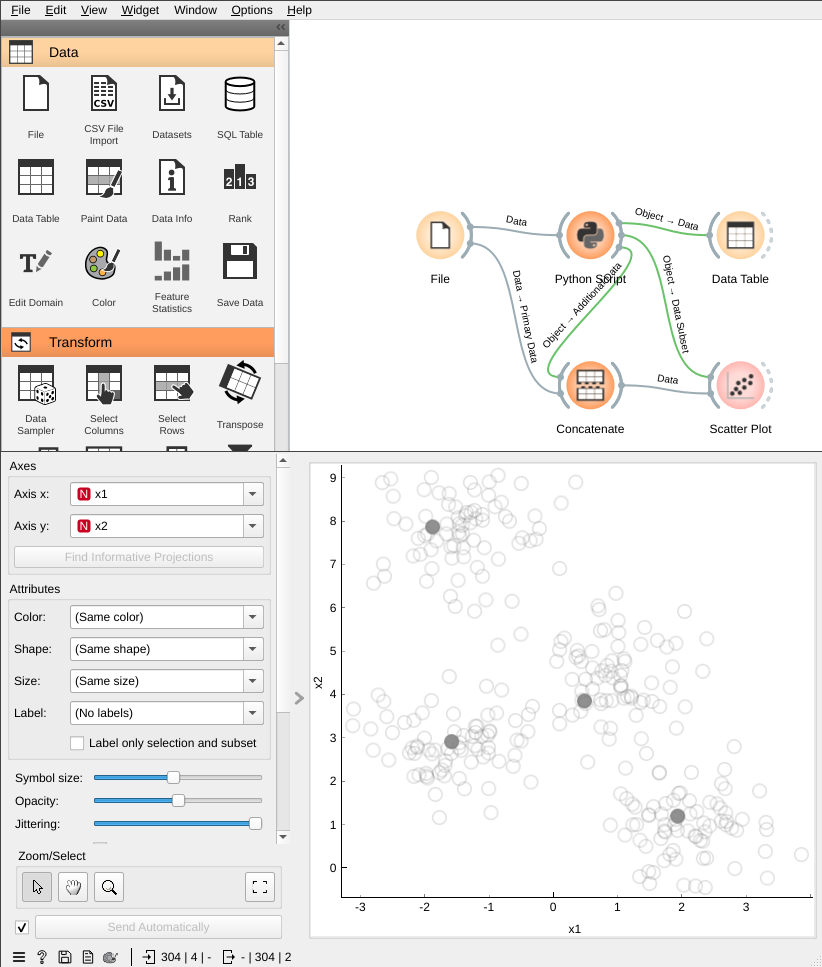 File Edit View Widget Window Options Help
Data
File
CSV
CSV File Import
Datasets
SQL Table
Data Table
Paint Data
Data Info
2 1 3
Rank
Edit Domain
Color
Feature Statistics
Save Data
Transform
Data Sampler
Select Columns
Select Rows
Transpose
File
Data
Python Script
Object → Data
Data Table
Data → Primary Data
Object → Additional Data
Object → Data Subset
Concatenate
Data
Scatter Plot
Axes
Axis x: N x1
Axis y: N x2
Find Informative Projections
Attributes
Color: (Same color)
Shape: (Same shape)
Size: (Same size)
Label: (No labels)
Label only selection and subset
Symbol size:
Opacity:
Jittering:
Zoom/Select
Send Automatically
? 304 | 4 | - - | 304 | 2
9
8
7
6
5
4
3
2
1
0
x2
-3 -2 -1 0 1 2 3
x1